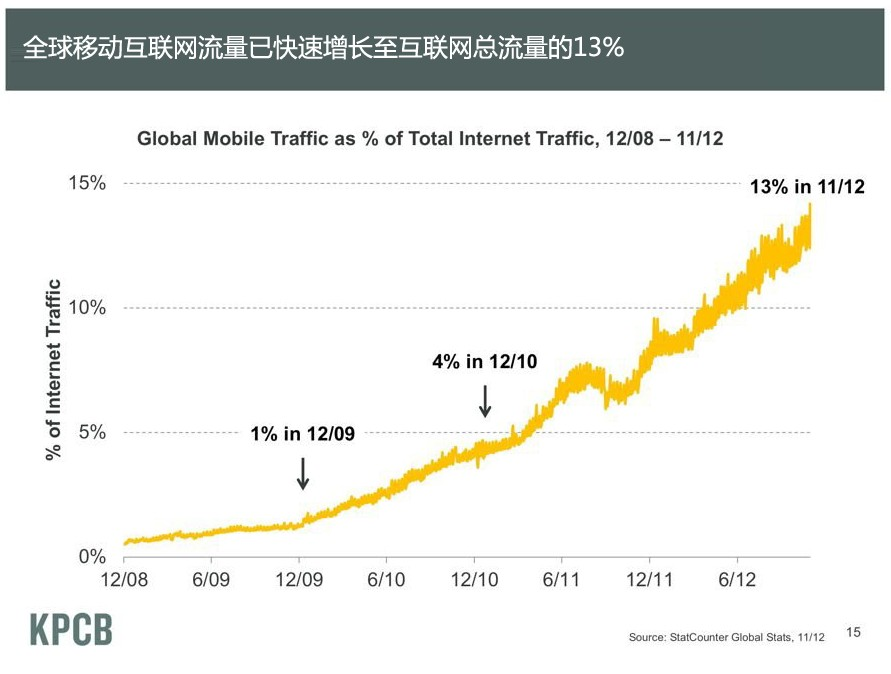 全球移动互联网流量已快速增长至互联网总流量的13%
Global Mobile Traffic as % of Total Internet Traffic, 12/08 – 11/12
15%
13% in 11/12
% of Internet Traffic
10%
4% in 12/10
5%
1% in 12/09
0%
12/08 6/09 12/09 6/10 12/10 6/11 12/11 6/12
KPCB
Source: StatCounter Global Stats, 11/12
15